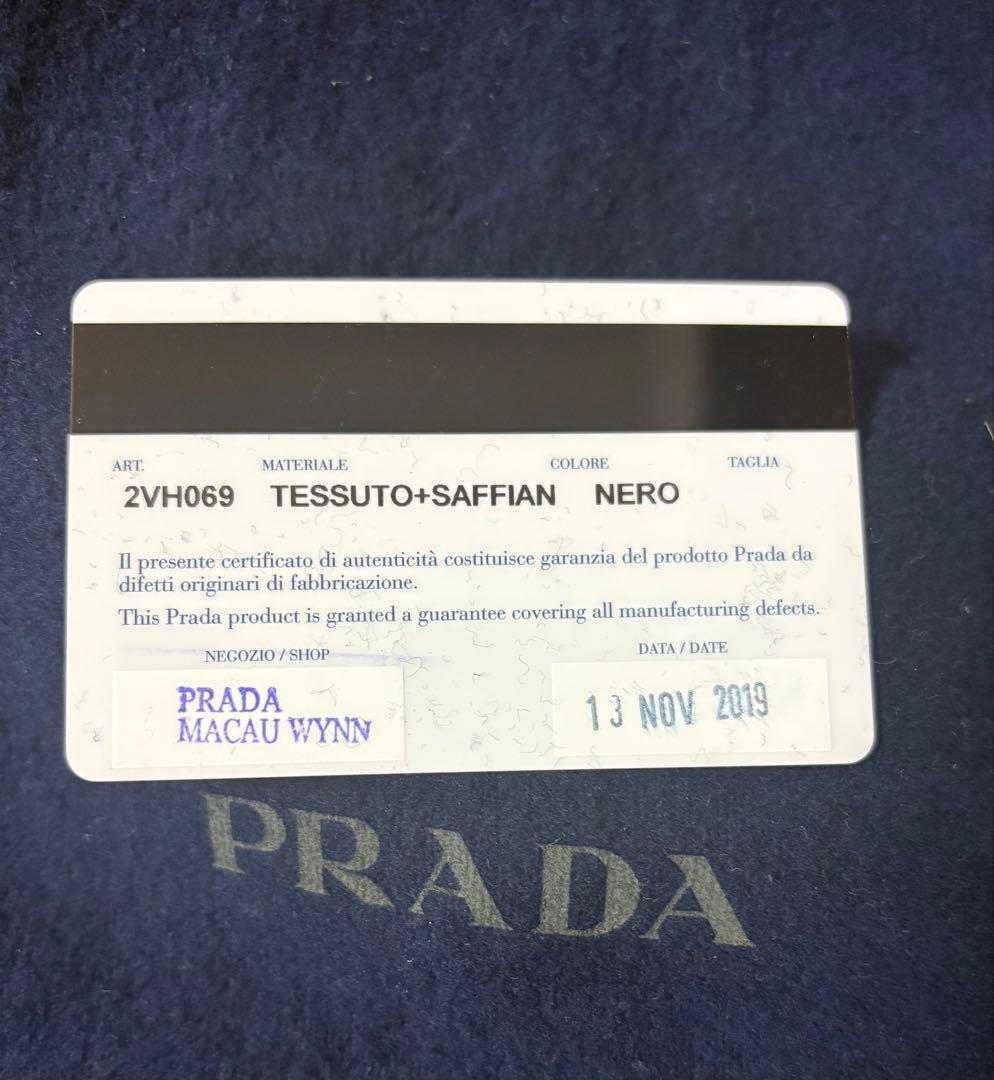 ART. MATERIALE COLORE TAGLIA
2VH069 TESSUTO+SAFFIAN NERO
Il presente certificato di autenticità costituisce garanzia del prodotto Prada da
difetti originari di fabbricazione.
This Prada product is granted a guarantee covering all manufacturing defects.
NEGOZIO / SHOP DATA / DATE
PRADA
MACAU WYNN
13 NOV 2019
PRADA